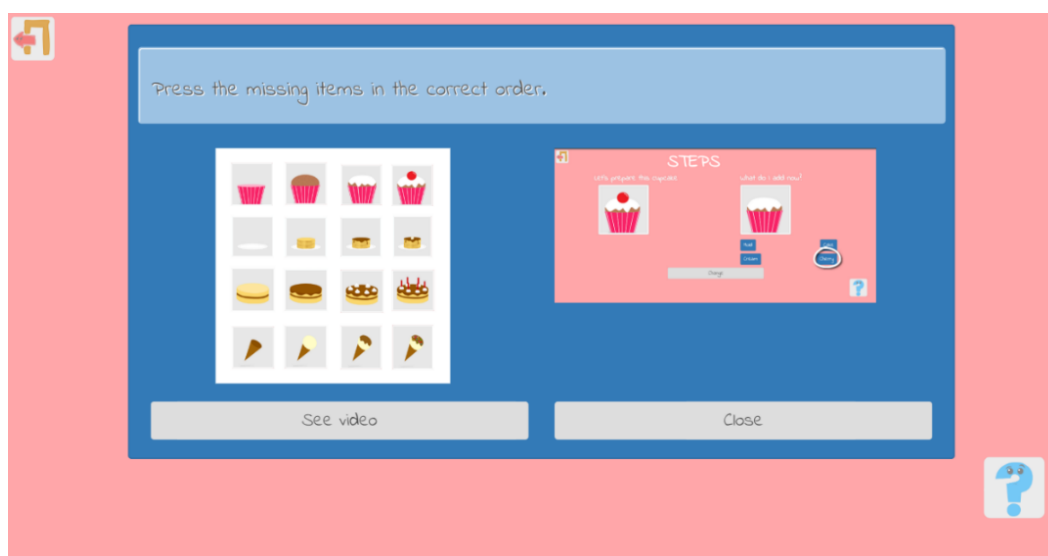 Press the missing items in the correct order.
STEPS
Let's prepare this cupcake
What do I add now?
Cream
Cherry
See video
Close
?
?